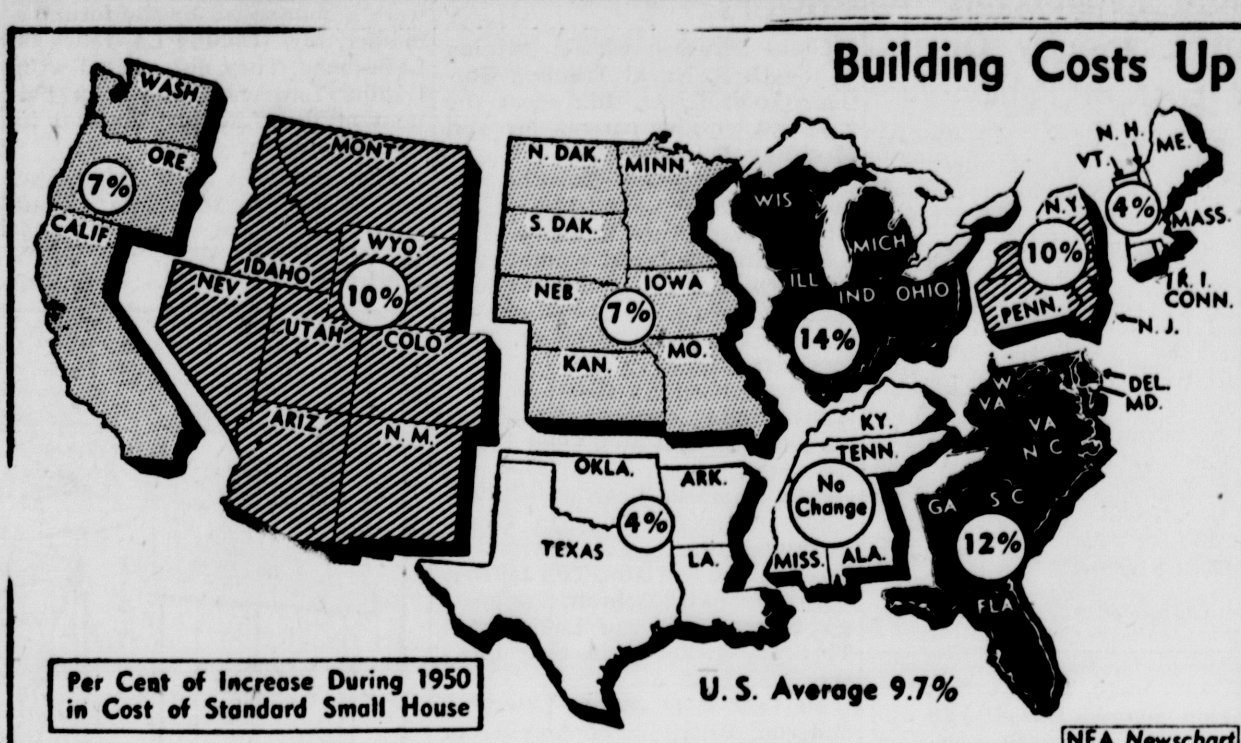 Building Costs Up
WASH
ORE.
7%
CALIF.
MONT
IDAHO
WYO.
10%
NEV.
UTAH
COLO
ARIZ.
N. M.
N. DAK.
MINN.
S. DAK.
NEB.
IOWA
7%
KAN.
MO.
WIS
MICH
ILL
IND
OHIO
14%
N. H.
VT.
ME.
4%
MASS.
R. I.
CONN.
N.Y.
10%
PENN.
N. J.
DEL.
MD.
W
VA
VA
N C
S C
GA
12%
FLA
KY.
TENN.
No
Change
MISS.
ALA.
OKLA.
ARK.
4%
TEXAS
LA.
Per Cent of Increase During 1950
in Cost of Standard Small House
U. S. Average 9.7%
NEA Newschart